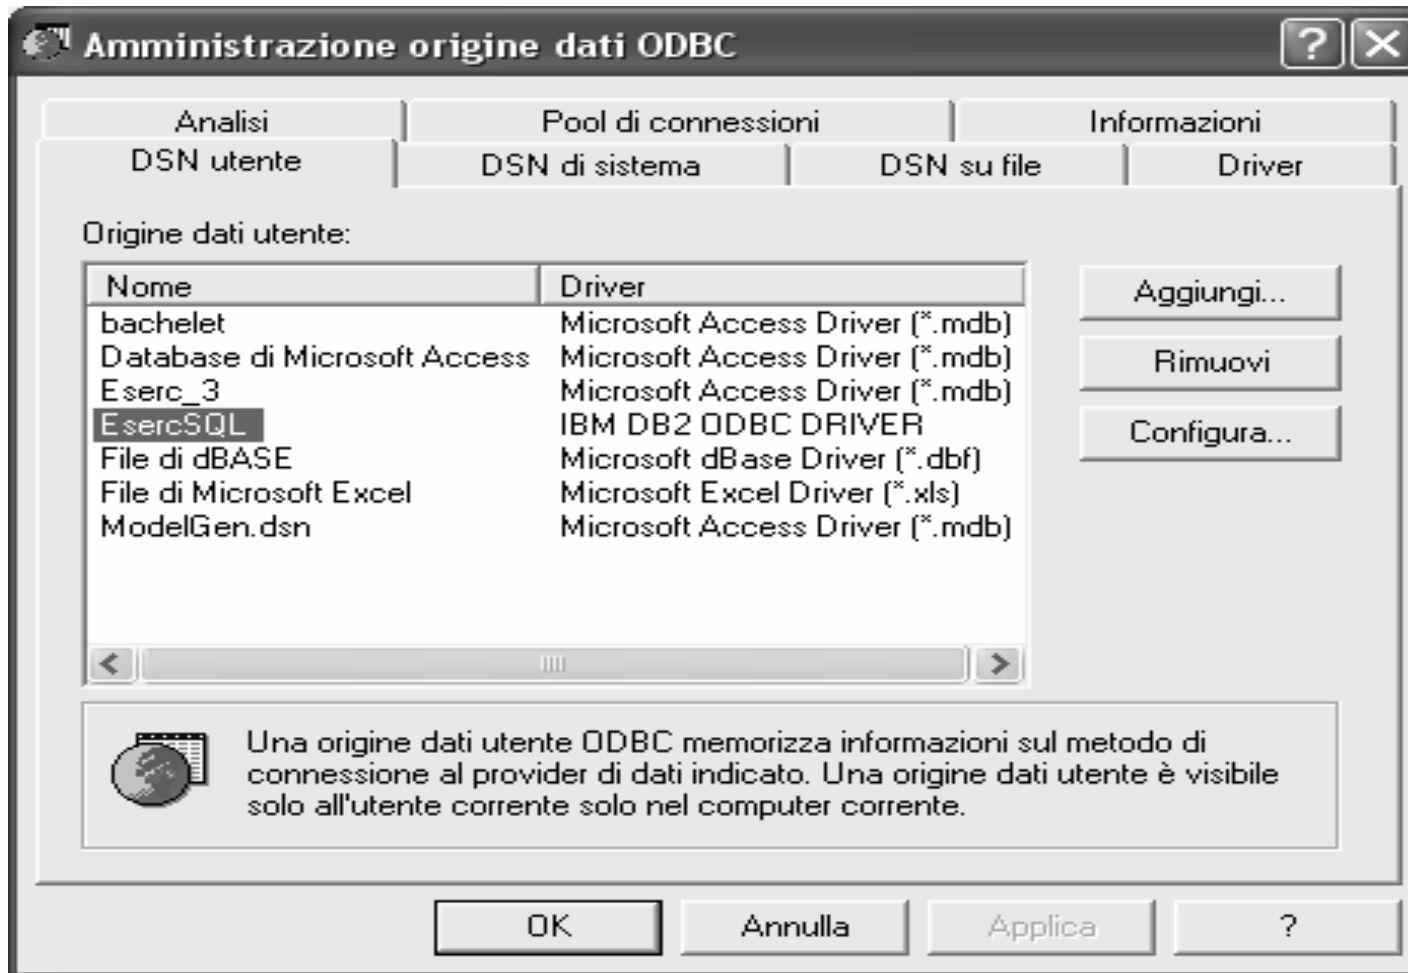 Amministrazione origine dati ODBC
Analisi Pool di connessioni Informazioni
DSN utente DSN di sistema DSN su file Driver
Origine dati utente:
Nome Driver
bachelet Microsoft Access Driver (*.mdb)
Database di Microsoft Access Microsoft Access Driver (*.mdb)
Eserc_3 Microsoft Access Driver (*.mdb)
EsercSQL IBM DB2 ODBC DRIVER
File di dBASE Microsoft dBase Driver (*.dbf)
File di Microsoft Excel Microsoft Excel Driver (*.xls)
ModelGen.dsn Microsoft Access Driver (*.mdb)
Aggiungi...
Rimuovi
Configura...
Una origine dati utente ODBC memorizza informazioni sul metodo di
connessione al provider di dati indicato. Una origine dati utente è visibile
solo all'utente corrente solo nel computer corrente.
OK Annulla Applica ?